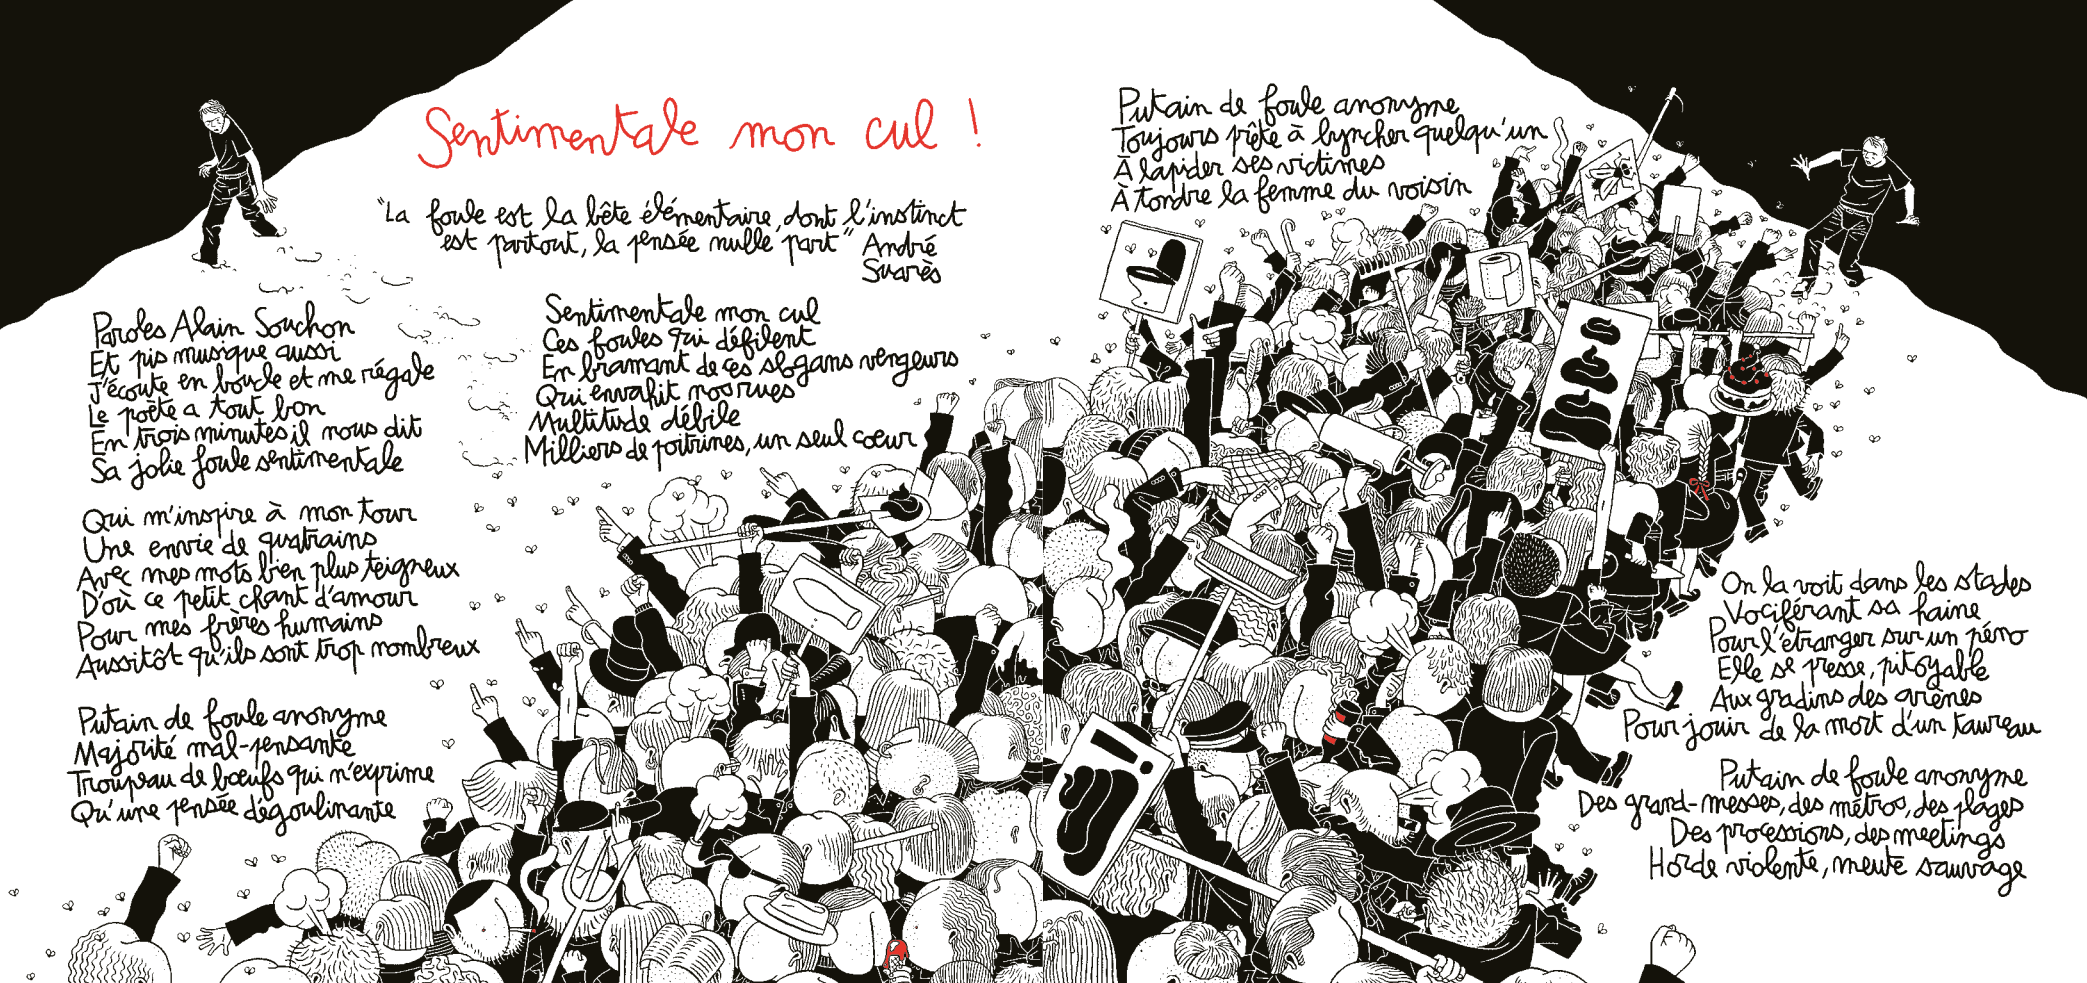 Sentimentale mon cul !
"La foule est la bête élémentaire, dont l'instinct
est partout, la pensée nulle part" André
Suarès
Paroles Alain Souchon
Et pis musique aussi
J'écoute en boucle et me régale
Le poète a tout bon
En trois minutes il nous dit
Sa jolie foule sentimentale
Qui m'inspire à mon tour
Une envie de quatrains
Avec mes mots bien plus teigneux
D'où ce petit chant d'amour
Pour mes frères humains
Aussitôt qu'ils sont trop nombreux
Putain de foule anonyme
Majorité mal-pensante
Troupeau de bœufs qui n'exprime
Qu'une pensée dégoulinante
Sentimentale mon cul
Ces foules qui défilent
En bramant de ces slogans vengeurs
Qui envahit nos rues
Multitude débile
Milliers de poitrines, un seul cœur
Putain de foule anonyme
Toujours prête à lyncher quelqu'un
À lapider ses victimes
À tondre la femme du voisin
On la voit dans les stades
Vociférant sa haine
Pour l'étranger sur un péno
Elle se presse, pitoyable
Aux gradins des arènes
Pour jouir de la mort d'un taureau
Putain de foule anonyme
Des grand-messes, des métros, des plages
Des processions, des meetings
Horde violente, meute sauvage
!